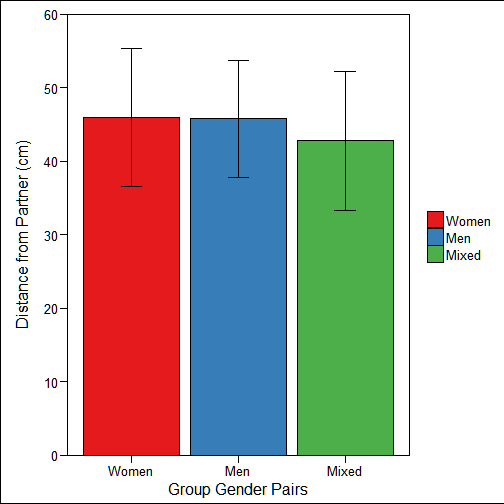 60
50
40
30
20
10
0
Distance from Partner (cm)
Women
Men
Mixed
Women Men Mixed
Group Gender Pairs